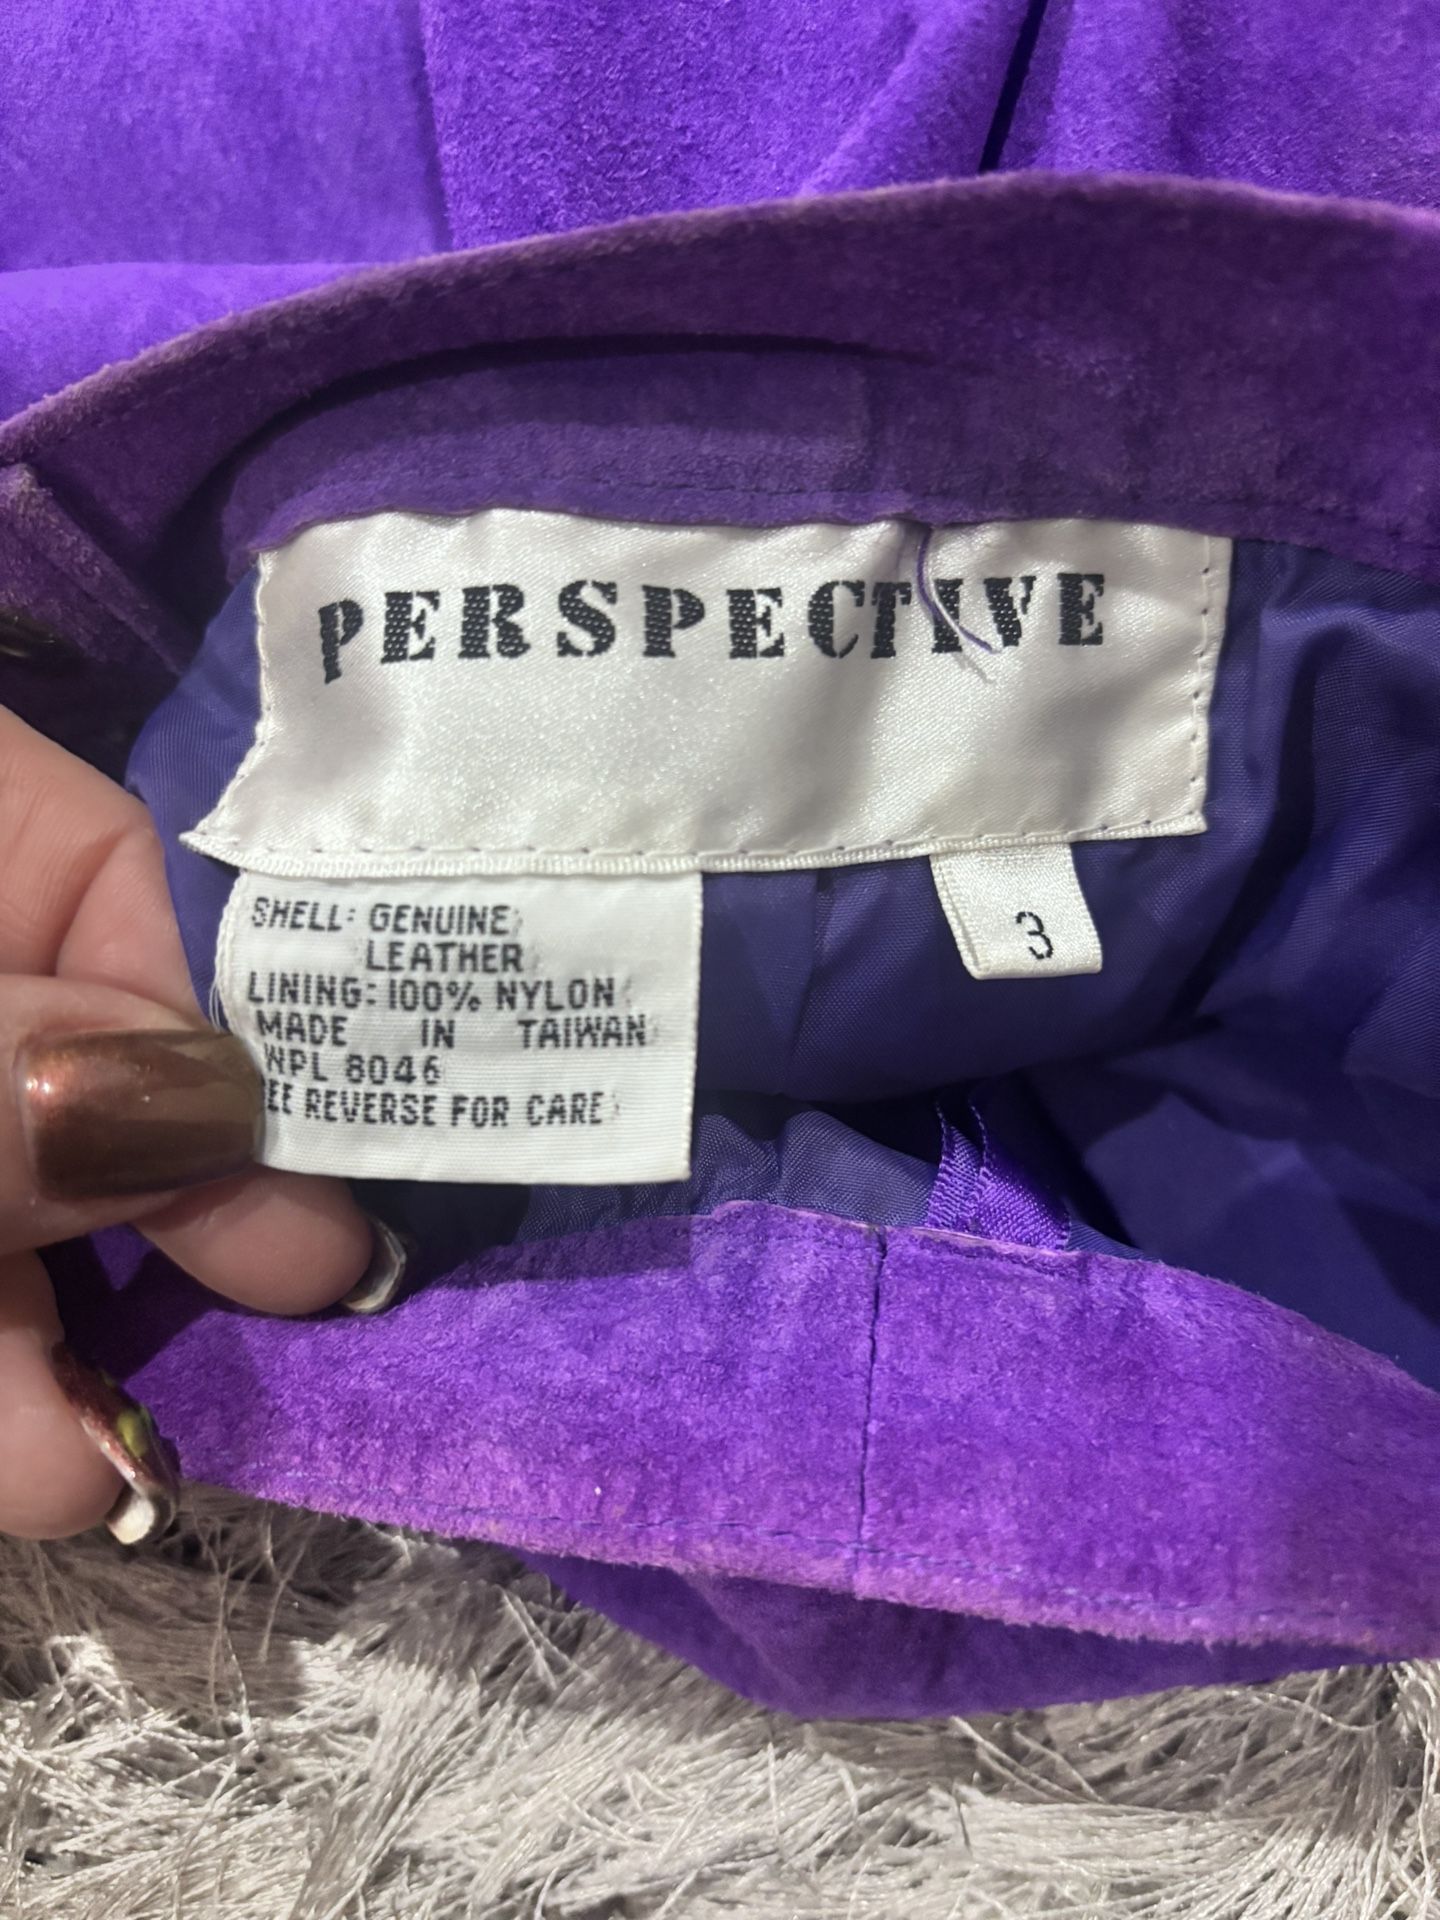 PERSPECTIVE
3
SHELL: GENUINE
LEATHER
LINING: 100% NYLON
MADE IN TAIWAN
WPL 8046
EE REVERSE FOR CARE